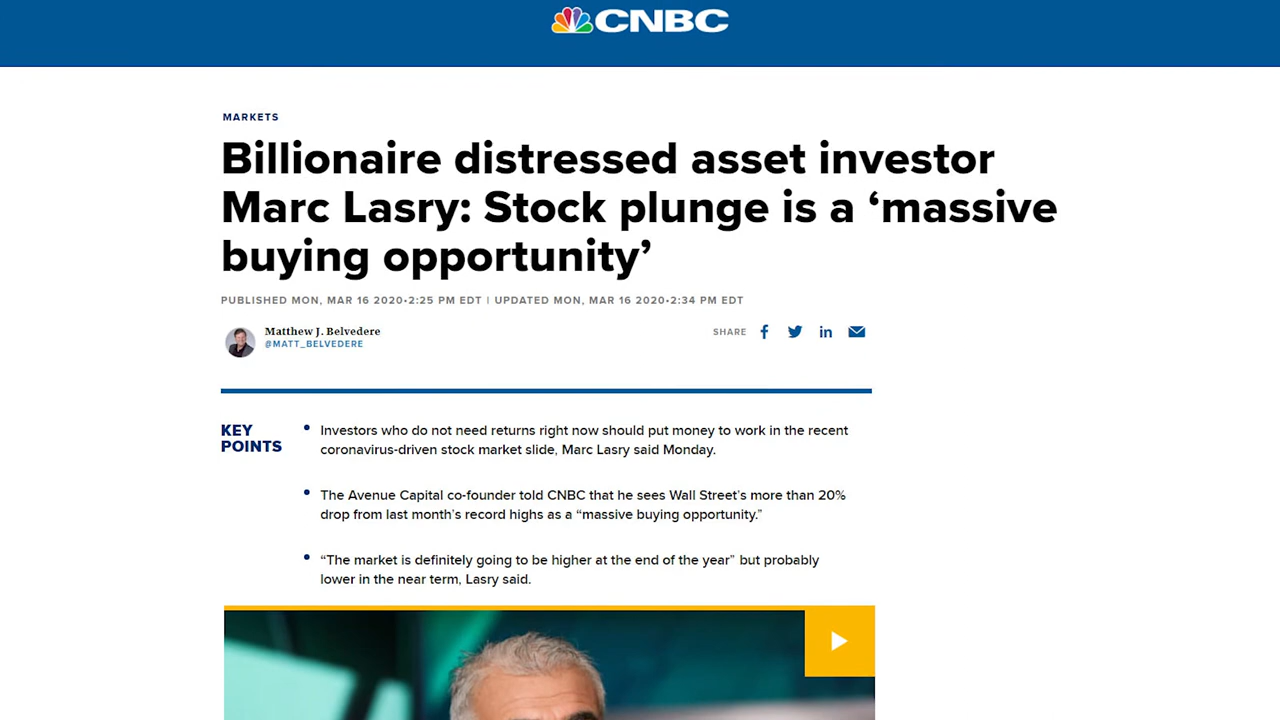 CNBC
MARKETS
Billionaire distressed asset investor
Marc Lasry: Stock plunge is a ‘massive
buying opportunity’
PUBLISHED MON, MAR 16 2020•2:25 PM EDT | UPDATED MON, MAR 16 2020•2:34 PM EDT
Matthew J. Belvedere
@MATT_BELVEDERE
SHARE
KEY
POINTS
Investors who do not need returns right now should put money to work in the recent
coronavirus-driven stock market slide, Marc Lasry said Monday.
The Avenue Capital co-founder told CNBC that he sees Wall Street’s more than 20%
drop from last month’s record highs as a “massive buying opportunity.”
“The market is definitely going to be higher at the end of the year” but probably
lower in the near term, Lasry said.